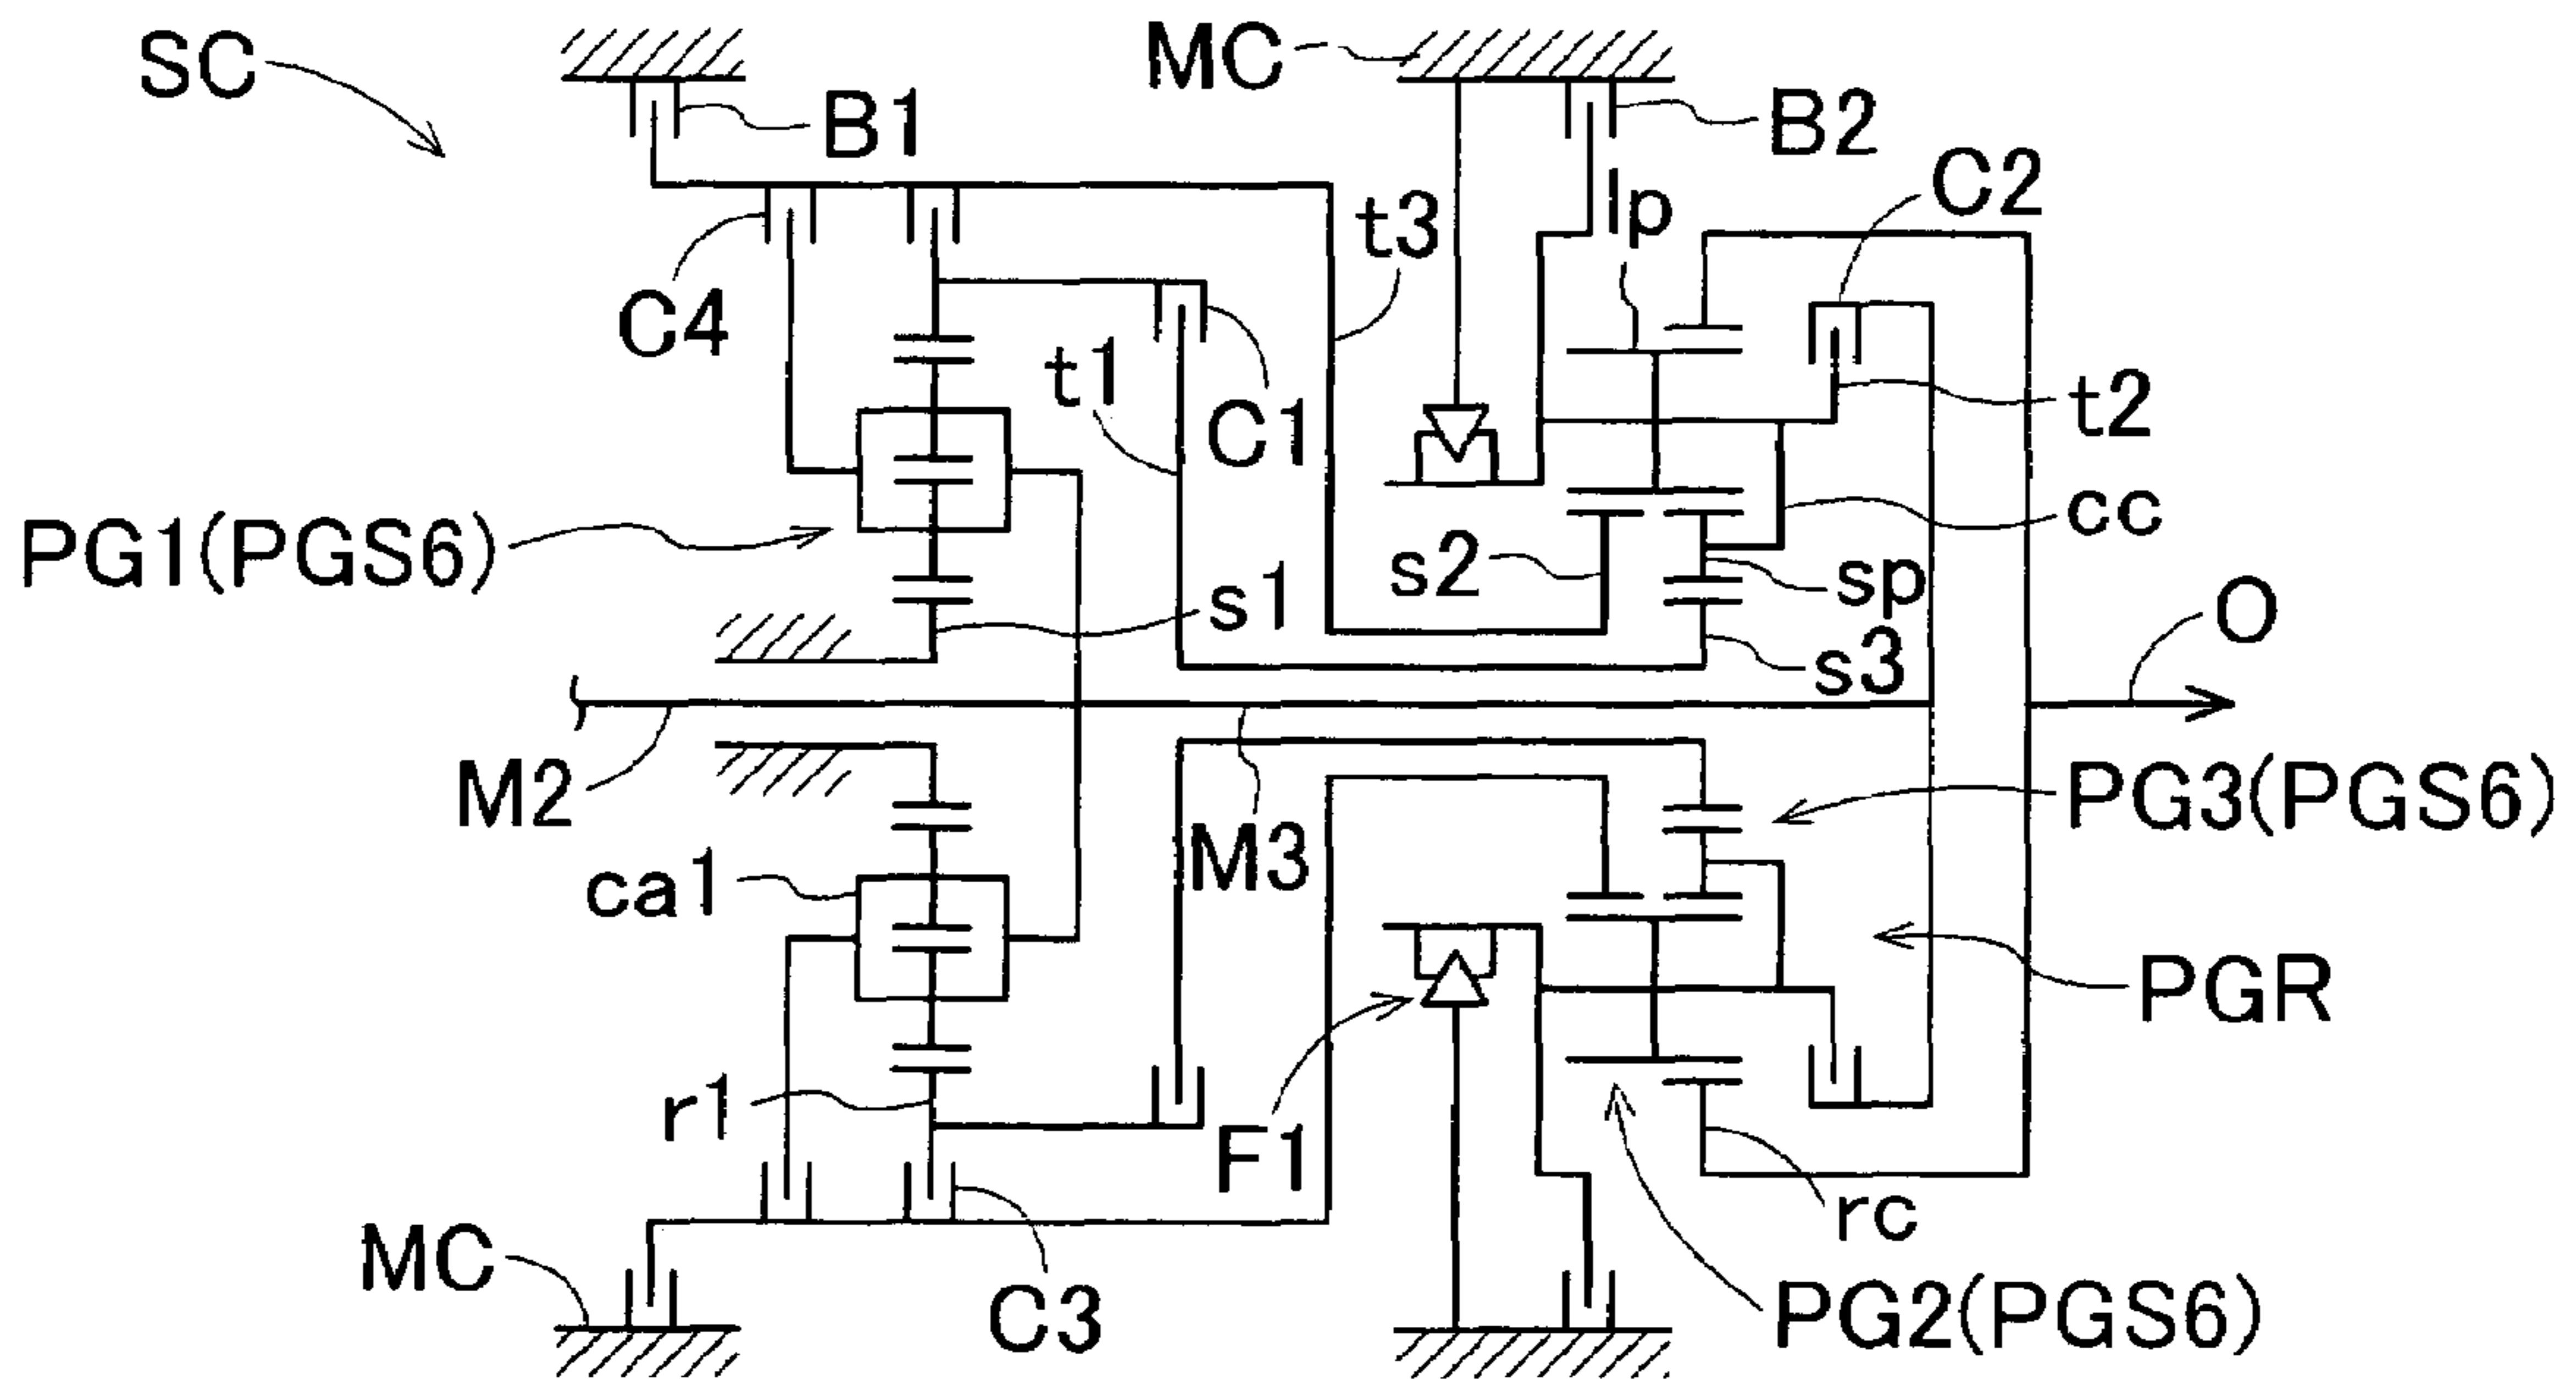 SC
MC
B1
B2
C2
lp
t3
C4
t1
C1
t2
cc
PG1(PGS6)
s2
sp
s1
O
s3
M2
PG3(PGS6)
M3
ca1
PGR
r1
F1
rc
MC
C3
PG2(PGS6)